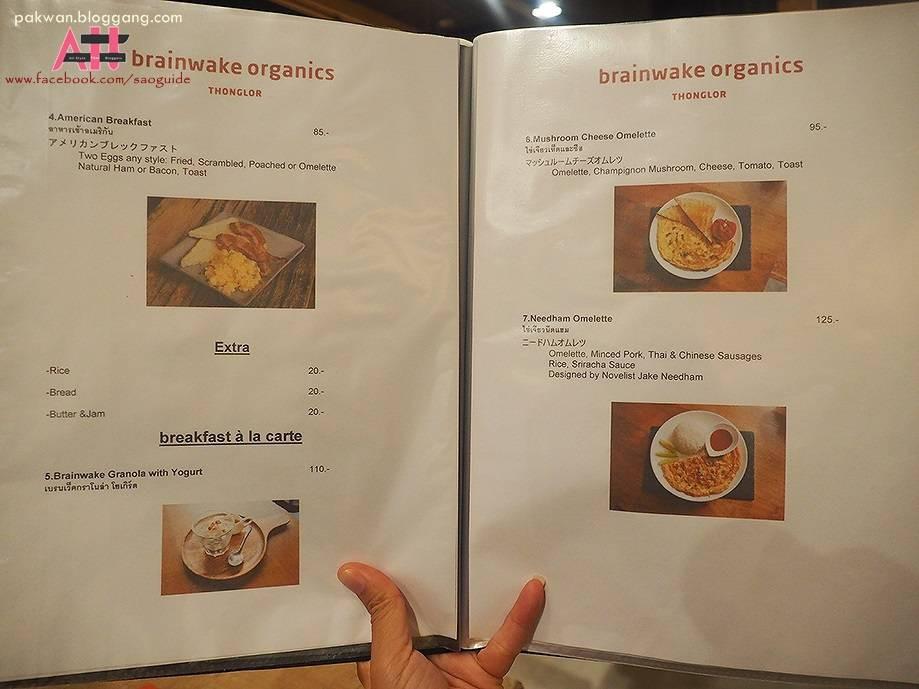 pakwan.bloggang.com
www.facebook.com/saoguide
brainwake organics
THONGLOR
4.American Breakfast 85.-
อาหารเช้าอเมริกัน
アメリカンブレックファスト
Two Eggs any style: Fried, Scrambled, Poached or Omelette
Natural Ham or Bacon, Toast
Extra
-Rice 20.-
-Bread 20.-
-Butter &Jam 20.-
breakfast à la carte
5.Brainwake Granola with Yogurt 110.-
เบรนเว็คกราโนล่า โยเกิร์ต
brainwake organics
THONGLOR
6.Mushroom Cheese Omelette 95.-
ไข่เจียวเห็ดและชีส
マッシュルームチーズオムレツ
Omelette, Champignon Mushroom, Cheese, Tomato, Toast
7.Needham Omelette 125.-
ไข่เจียวนีดแฮม
ニードハムオムレツ
Omelette, Minced Pork, Thai & Chinese Sausages
Rice, Sriracha Sauce
Designed by Novelist Jake Needham